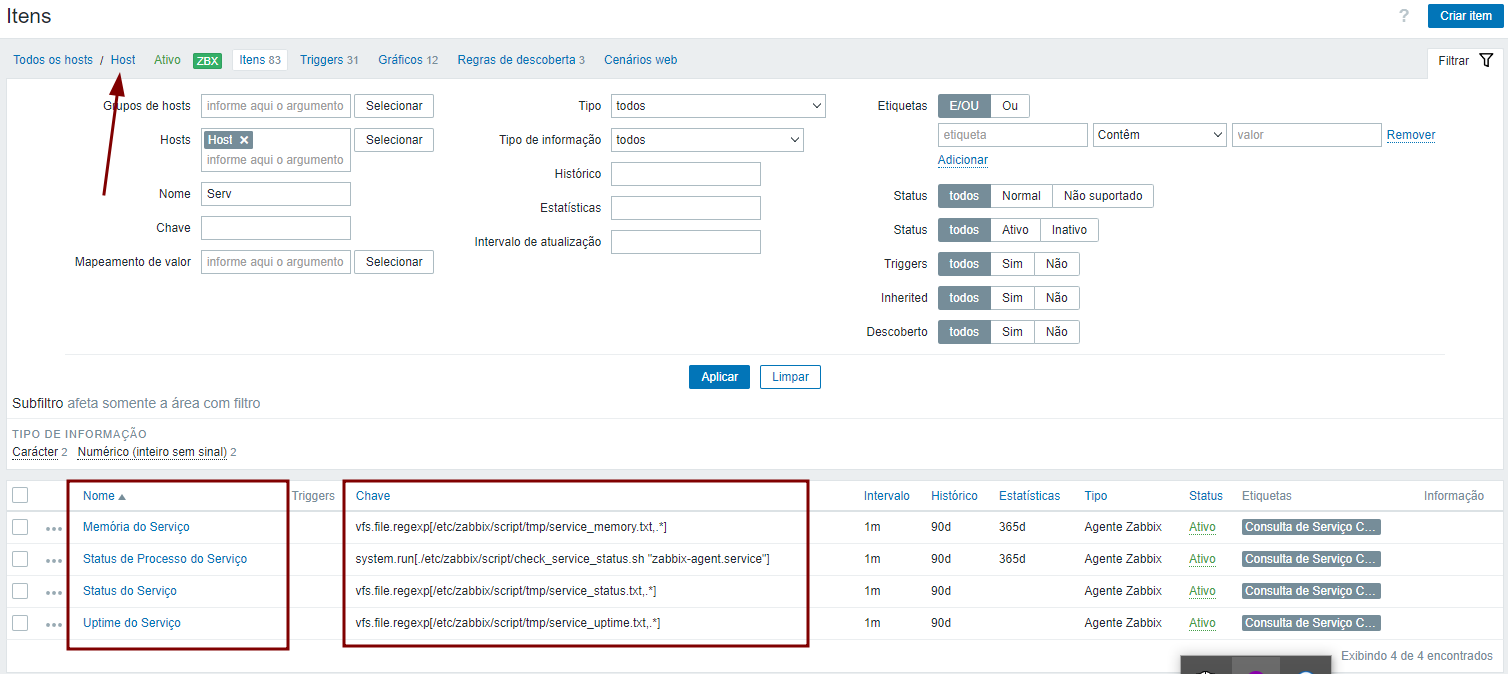 Itens
? Criar item
Todos os hosts / Host Ativo ZBX Itens 83 Triggers 31 Gráficos 12 Regras de descoberta 3 Cenários web
Filtrar
Grupos de hosts informe aqui o argumento Selecionar
Hosts Host × Selecionar
informe aqui o argumento
Nome Serv
Chave
Mapeamento de valor informe aqui o argumento Selecionar
Tipo todos
Tipo de informação todos
Histórico
Estatísticas
Intervalo de atualização
Etiquetas E/OU Ou
etiqueta Contêm valor Remover
Adicionar
Status todos Normal Não suportado
Status todos Ativo Inativo
Triggers todos Sim Não
Inherited todos Sim Não
Descoberto todos Sim Não
Aplicar Limpar
Subfiltro afeta somente a área com filtro
TIPO DE INFORMAÇÃO
Carácter 2 Numérico (inteiro sem sinal) 2
Nome Triggers Chave Intervalo Histórico Estatísticas Tipo Status Etiquetas Informação
Memória do Serviço vfs.file.regexp[/etc/zabbix/script/tmp/service_memory.txt,.*] 1m 90d 365d Agente Zabbix Ativo Consulta de Serviço C...
Status de Processo do Serviço system.run[./etc/zabbix/script/check_service_status.sh "zabbix-agent.service"] 1m 90d 365d Agente Zabbix Ativo Consulta de Serviço C...
Status do Serviço vfs.file.regexp[/etc/zabbix/script/tmp/service_status.txt,.*] 1m 90d Agente Zabbix Ativo Consulta de Serviço C...
Uptime do Serviço vfs.file.regexp[/etc/zabbix/script/tmp/service_uptime.txt,.*] 1m 90d Agente Zabbix Ativo Consulta de Serviço C...
Exibindo 4 de 4 encontrados